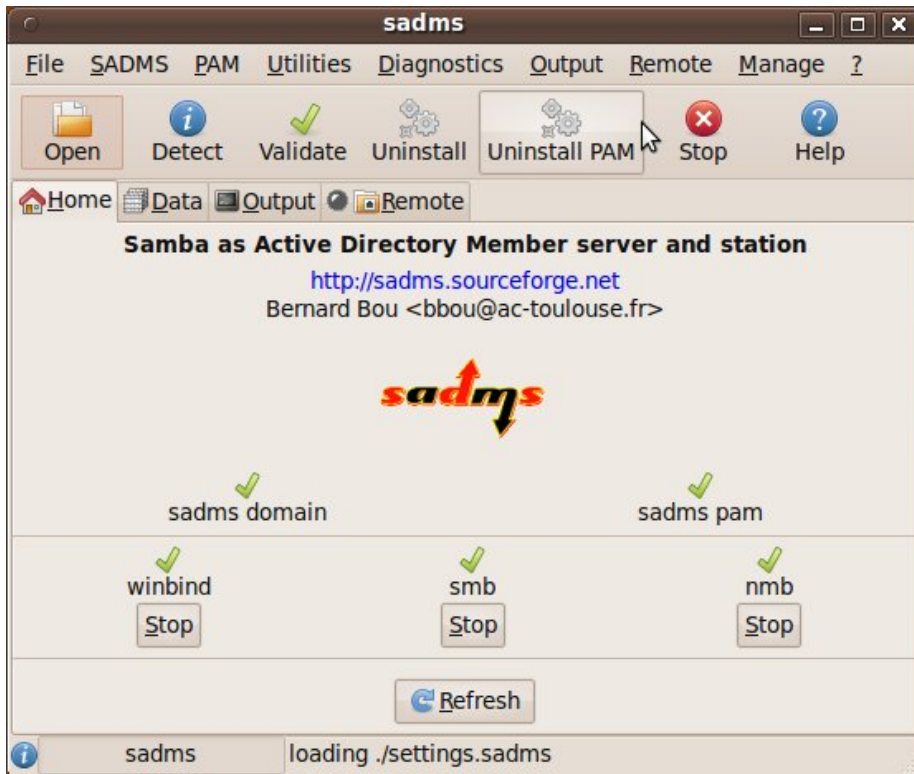 sadms
File SADMS PAM Utilities Diagnostics Output Remote Manage ?
Open Detect Validate Uninstall Uninstall PAM Stop Help
Home Data Output Remote
Samba as Active Directory Member server and station
http://sadms.sourceforge.net
Bernard Bou <bbou@ac-toulouse.fr>
sadms
sadms domain sadms pam
winbind smb nmb
Stop Stop Stop
Refresh
sadms loading ./settings.sadms